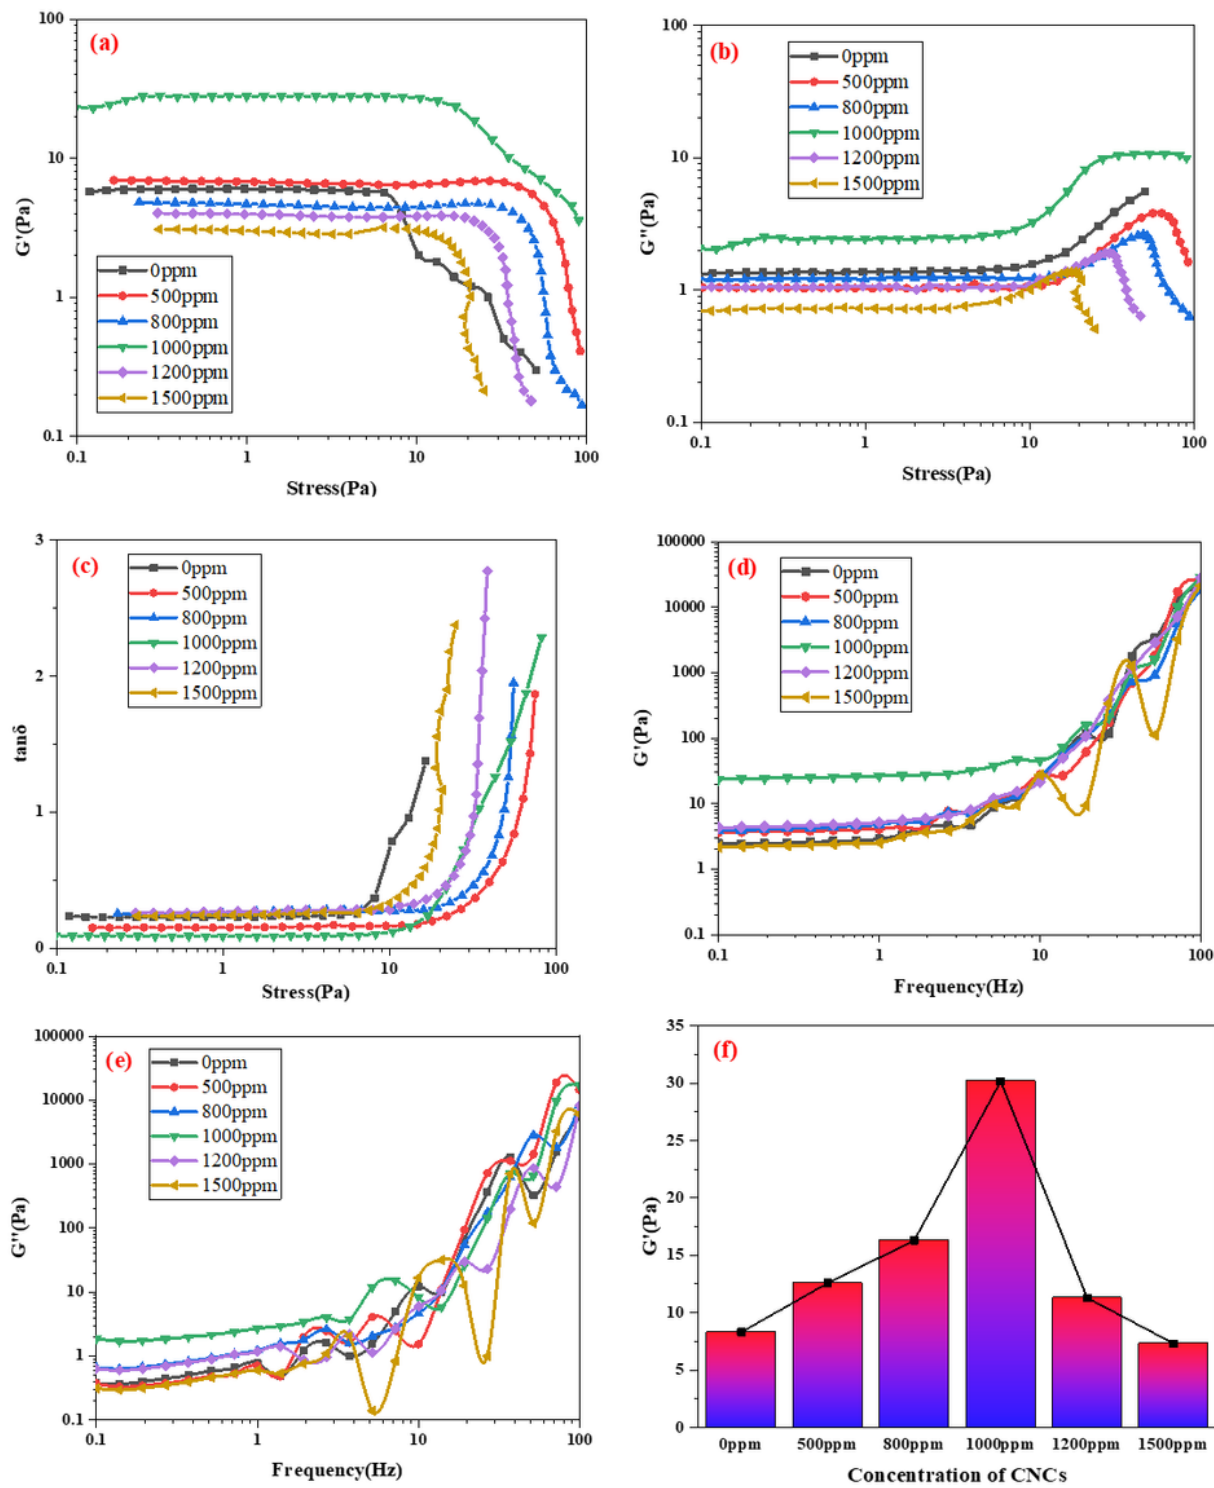 (a)
100
10
1
0.1
G'(Pa)
0ppm
500ppm
800ppm
1000ppm
1200ppm
1500ppm
0.1 1 10 100
Stress(Pa)
(b)
100
10
1
0.1
G''(Pa)
0ppm
500ppm
800ppm
1000ppm
1200ppm
1500ppm
0.1 1 10 100
Stress(Pa)
(c)
3
2
1
0
tanδ
0ppm
500ppm
800ppm
1000ppm
1200ppm
1500ppm
0.1 1 10 100
Stress(Pa)
(d)
100000
10000
1000
100
10
1
0.1
G'(Pa)
0ppm
500ppm
800ppm
1000ppm
1200ppm
1500ppm
0.1 1 10 100
Frequency(Hz)
(e)
100000
10000
1000
100
10
1
0.1
G''(Pa)
0ppm
500ppm
800ppm
1000ppm
1200ppm
1500ppm
0.1 1 10 100
Frequency(Hz)
(f)
35
30
25
20
15
10
5
0
G'(Pa)
0ppm 500ppm 800ppm 1000ppm 1200ppm 1500ppm
Concentration of CNCs